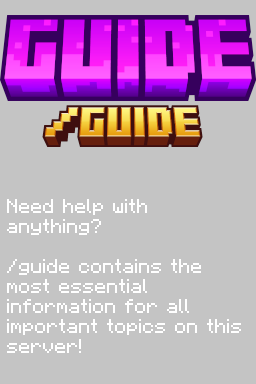 GUIDE
/GUIDE
Need help with
anything?
/guide contains the
most essential
information for all
important topics on this
server!